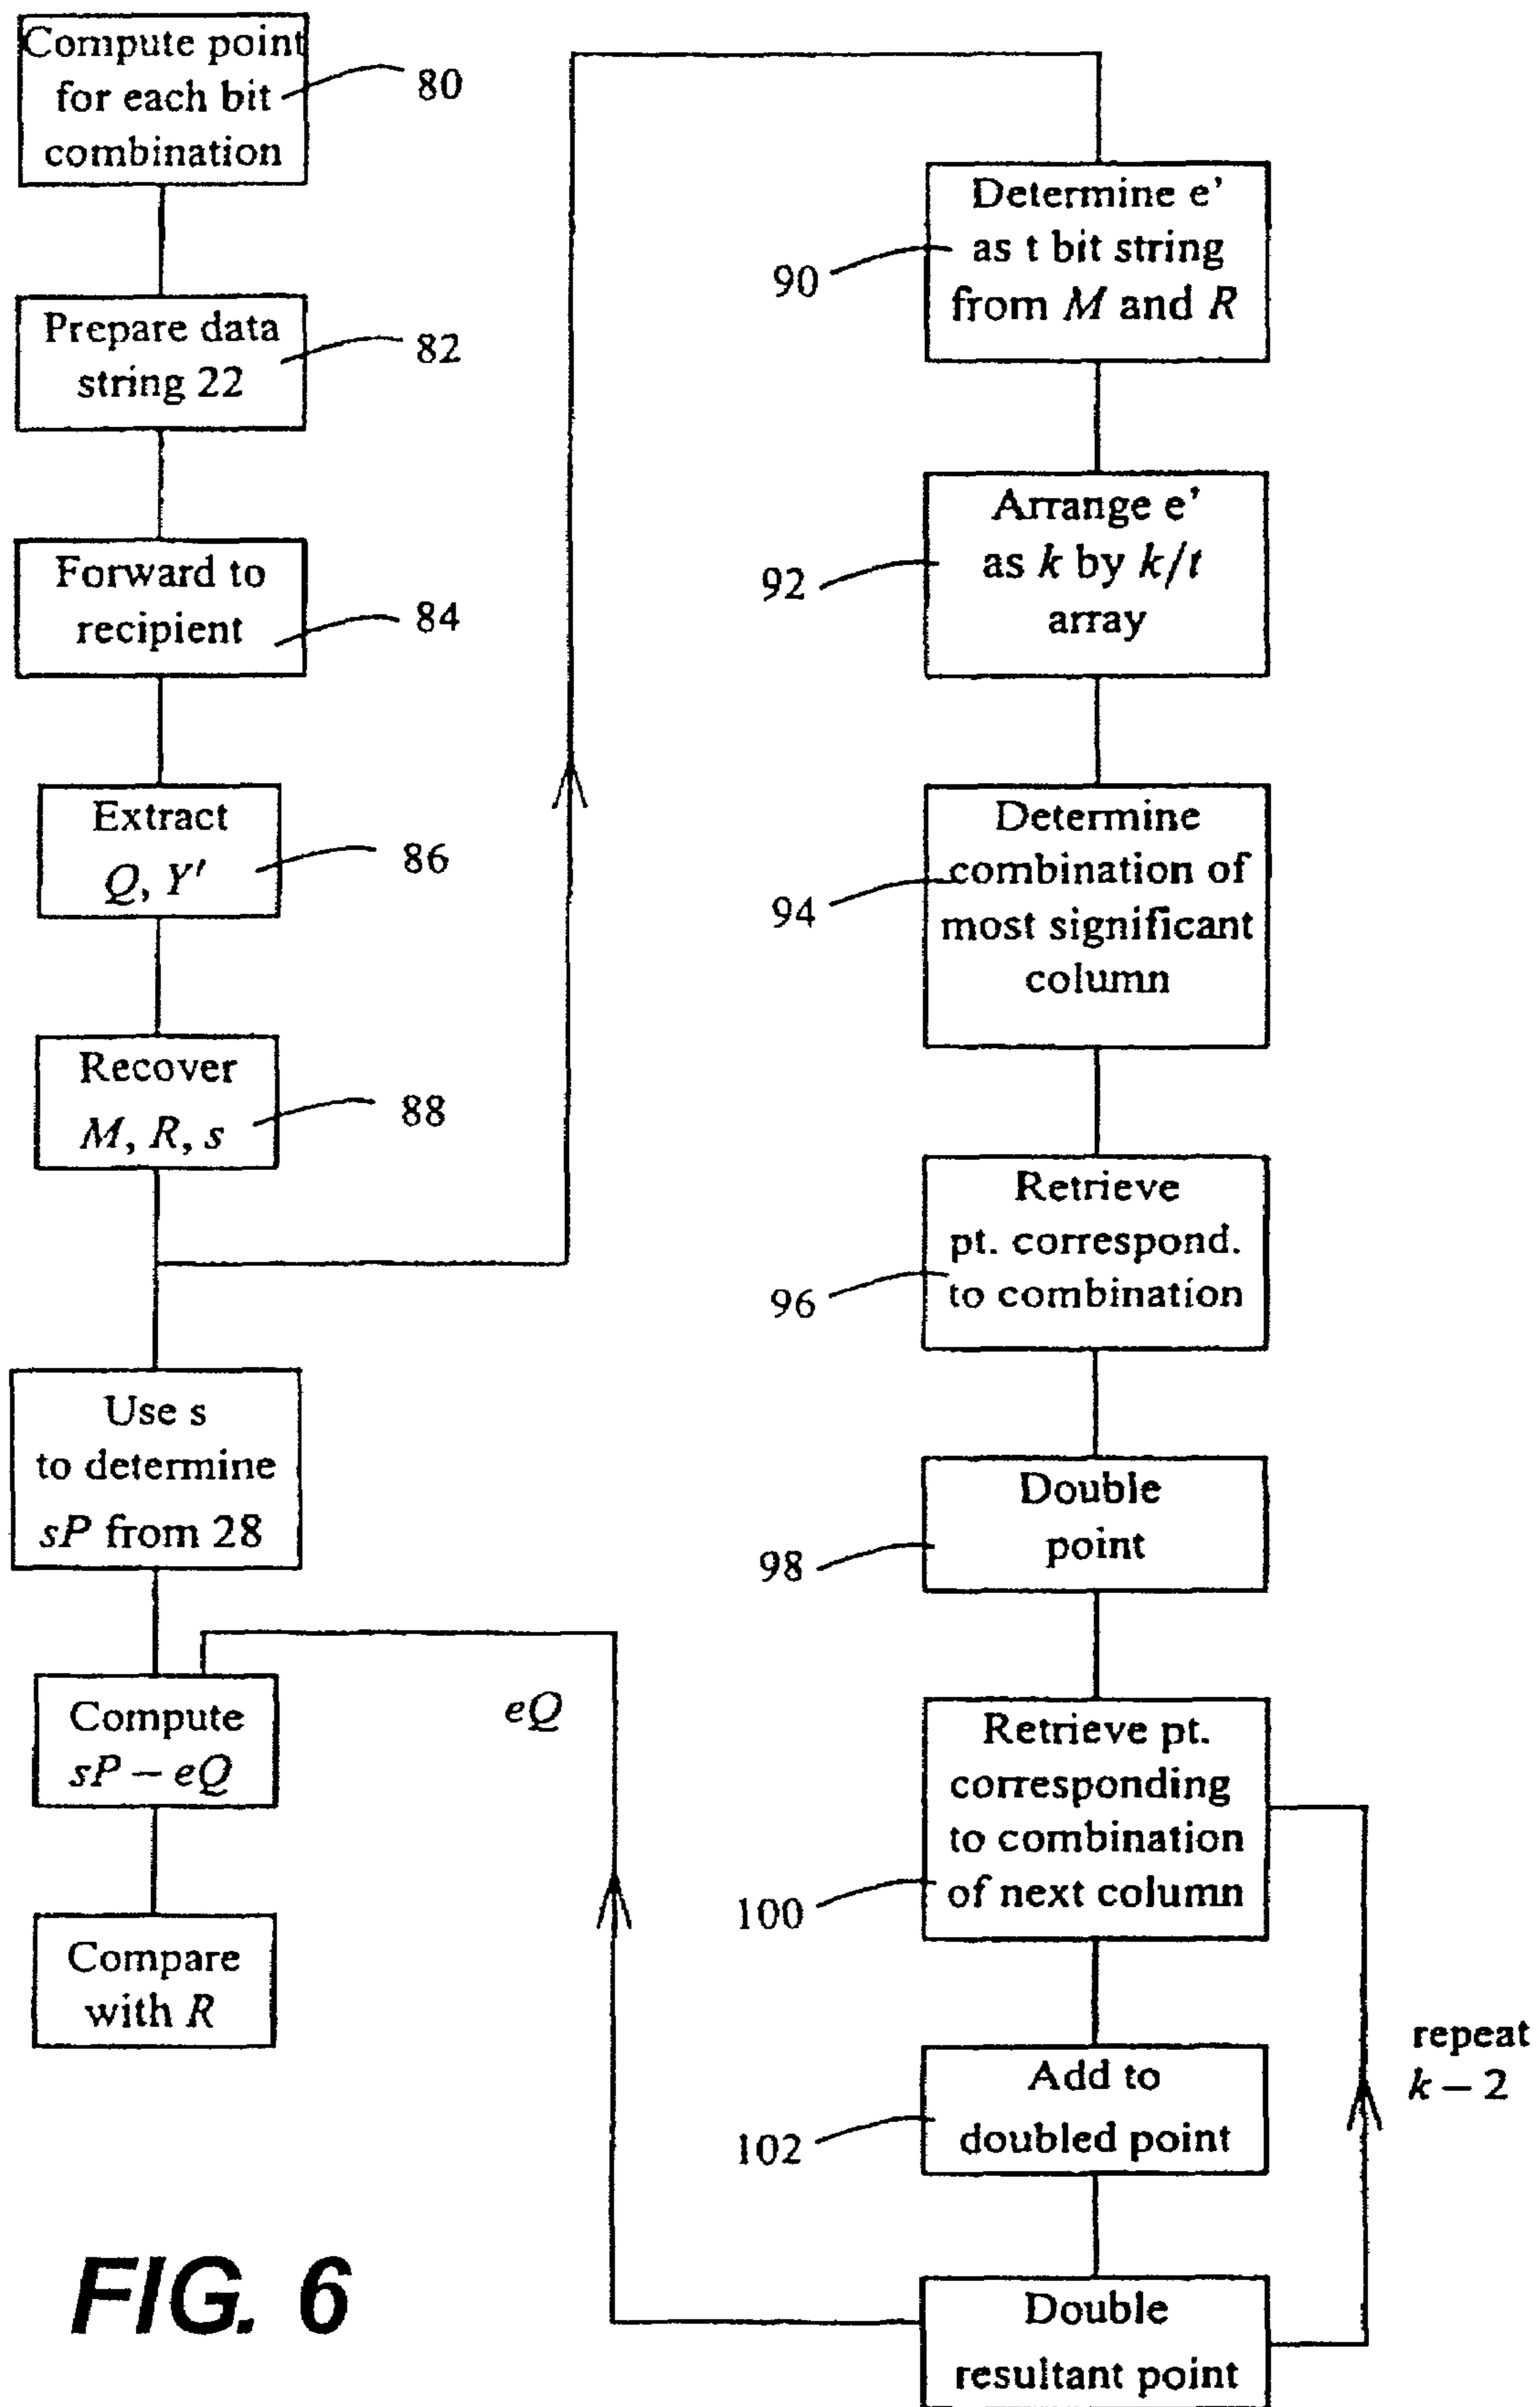 Compute point
for each bit
combination
80
Prepare data
string 22
82
Forward to
recipient
84
Extract
Q, Y'
86
Recover
M, R, s
88
Use s
to determine
sP from 28
Compute
sP – eQ
Compare
with R
eQ
Determine e'
as t bit string
from M and R
90
Arrange e'
as k by k/t
array
92
Determine
combination of
most significant
column
94
Retrieve
pt. correspond.
to combination
96
Double
point
98
Retrieve pt.
corresponding
to combination
of next column
100
Add to
doubled point
102
Double
resultant point
repeat
k – 2
FIG. 6